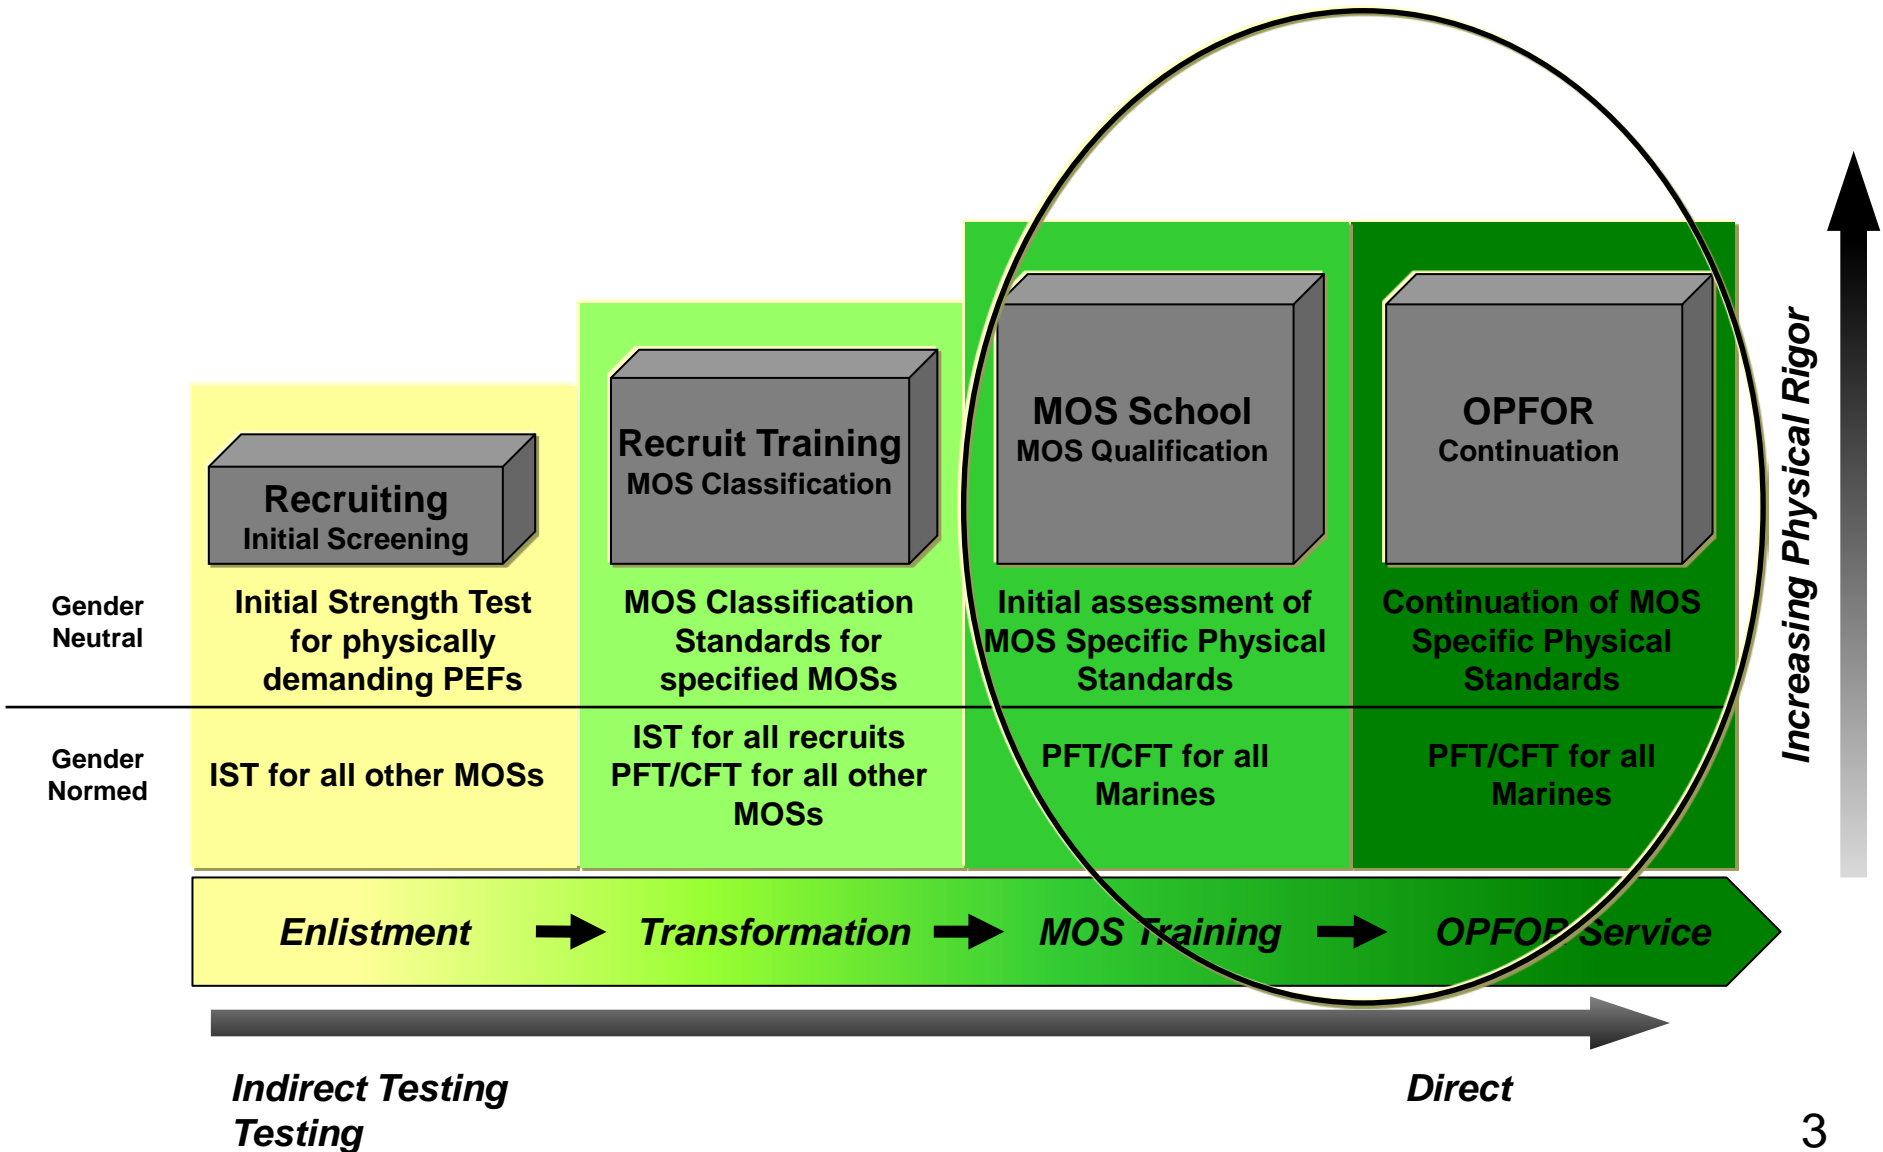 Recruiting
Initial Screening
Recruit Training
MOS Classification
MOS School
MOS Qualification
OPFOR
Continuation
Gender
Neutral
Initial Strength Test
for physically
demanding PEFs
MOS Classification
Standards for
specified MOSs
Initial assessment of
MOS Specific Physical
Standards
Continuation of MOS
Specific Physical
Standards
Gender
Normed
IST for all other MOSs
IST for all recruits
PFT/CFT for all other
MOSs
PFT/CFT for all
Marines
PFT/CFT for all
Marines
Increasing Physical Rigor
Enlistment
Transformation
MOS Training
OPFOR Service
Indirect Testing
Direct
Testing
3